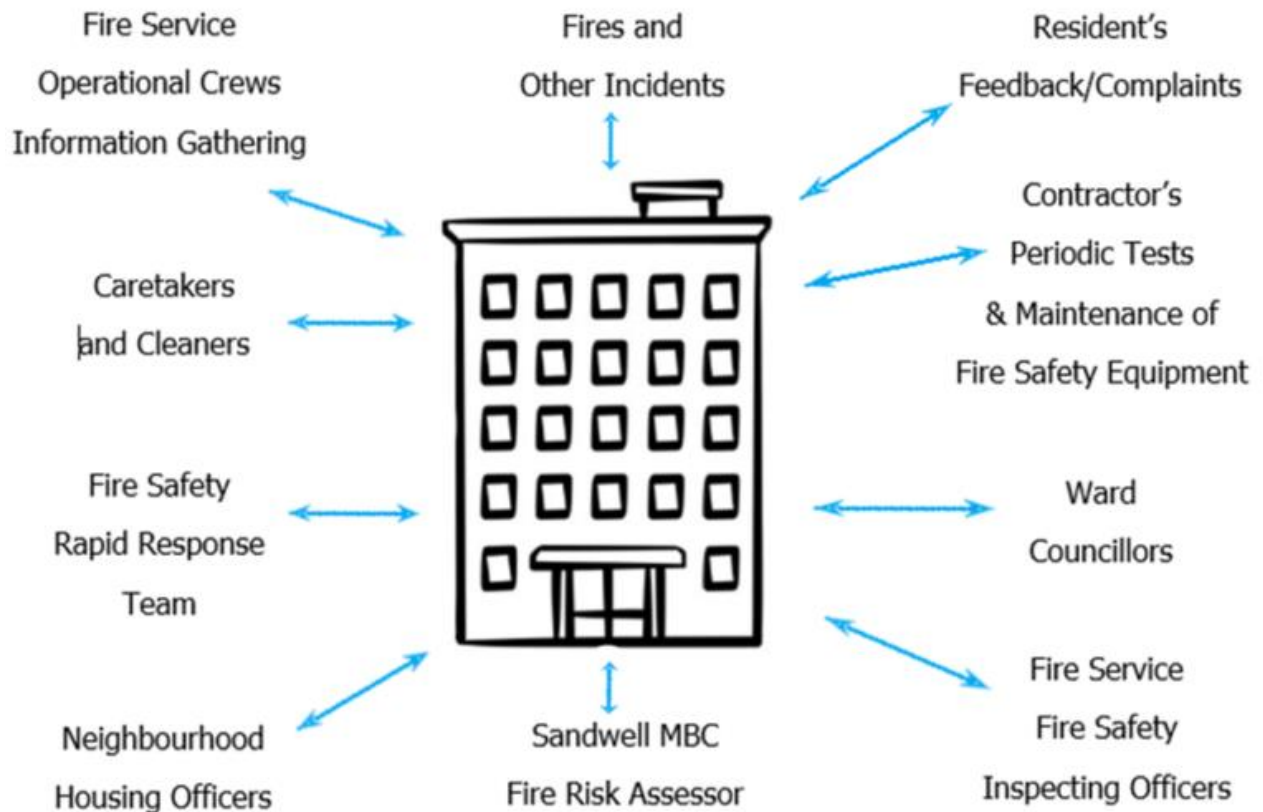 Fire Service
Operational Crews
Information Gathering
Fires and
Other Incidents
Resident's
Feedback/Complaints
Caretakers
and Cleaners
Contractor's
Periodic Tests
& Maintenance of
Fire Safety Equipment
Fire Safety
Rapid Response
Team
Ward
Councillors
Neighbourhood
Housing Officers
Sandwell MBC
Fire Risk Assessor
Fire Service
Fire Safety
Inspecting Officers